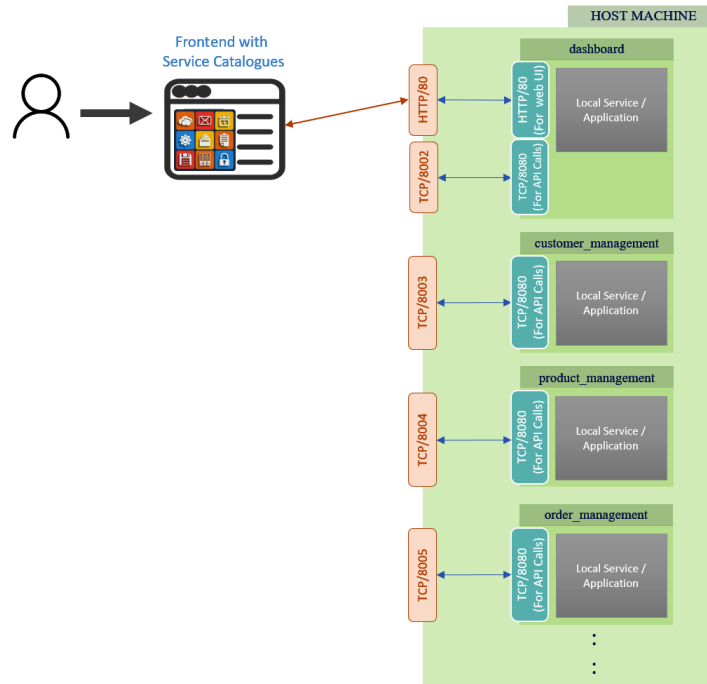 HOST MACHINE
Frontend with
Service Catalogues
dashboard
HTTP/80
HTTP/80
(For web UI)
Local Service /
Application
TCP/8002
TCP/8080
(For API Calls)
customer_management
TCP/8003
TCP/8080
(For API Calls)
Local Service /
Application
product_management
TCP/8004
TCP/8080
(For API Calls)
Local Service /
Application
order_management
TCP/8005
TCP/8080
(For API Calls)
Local Service /
Application